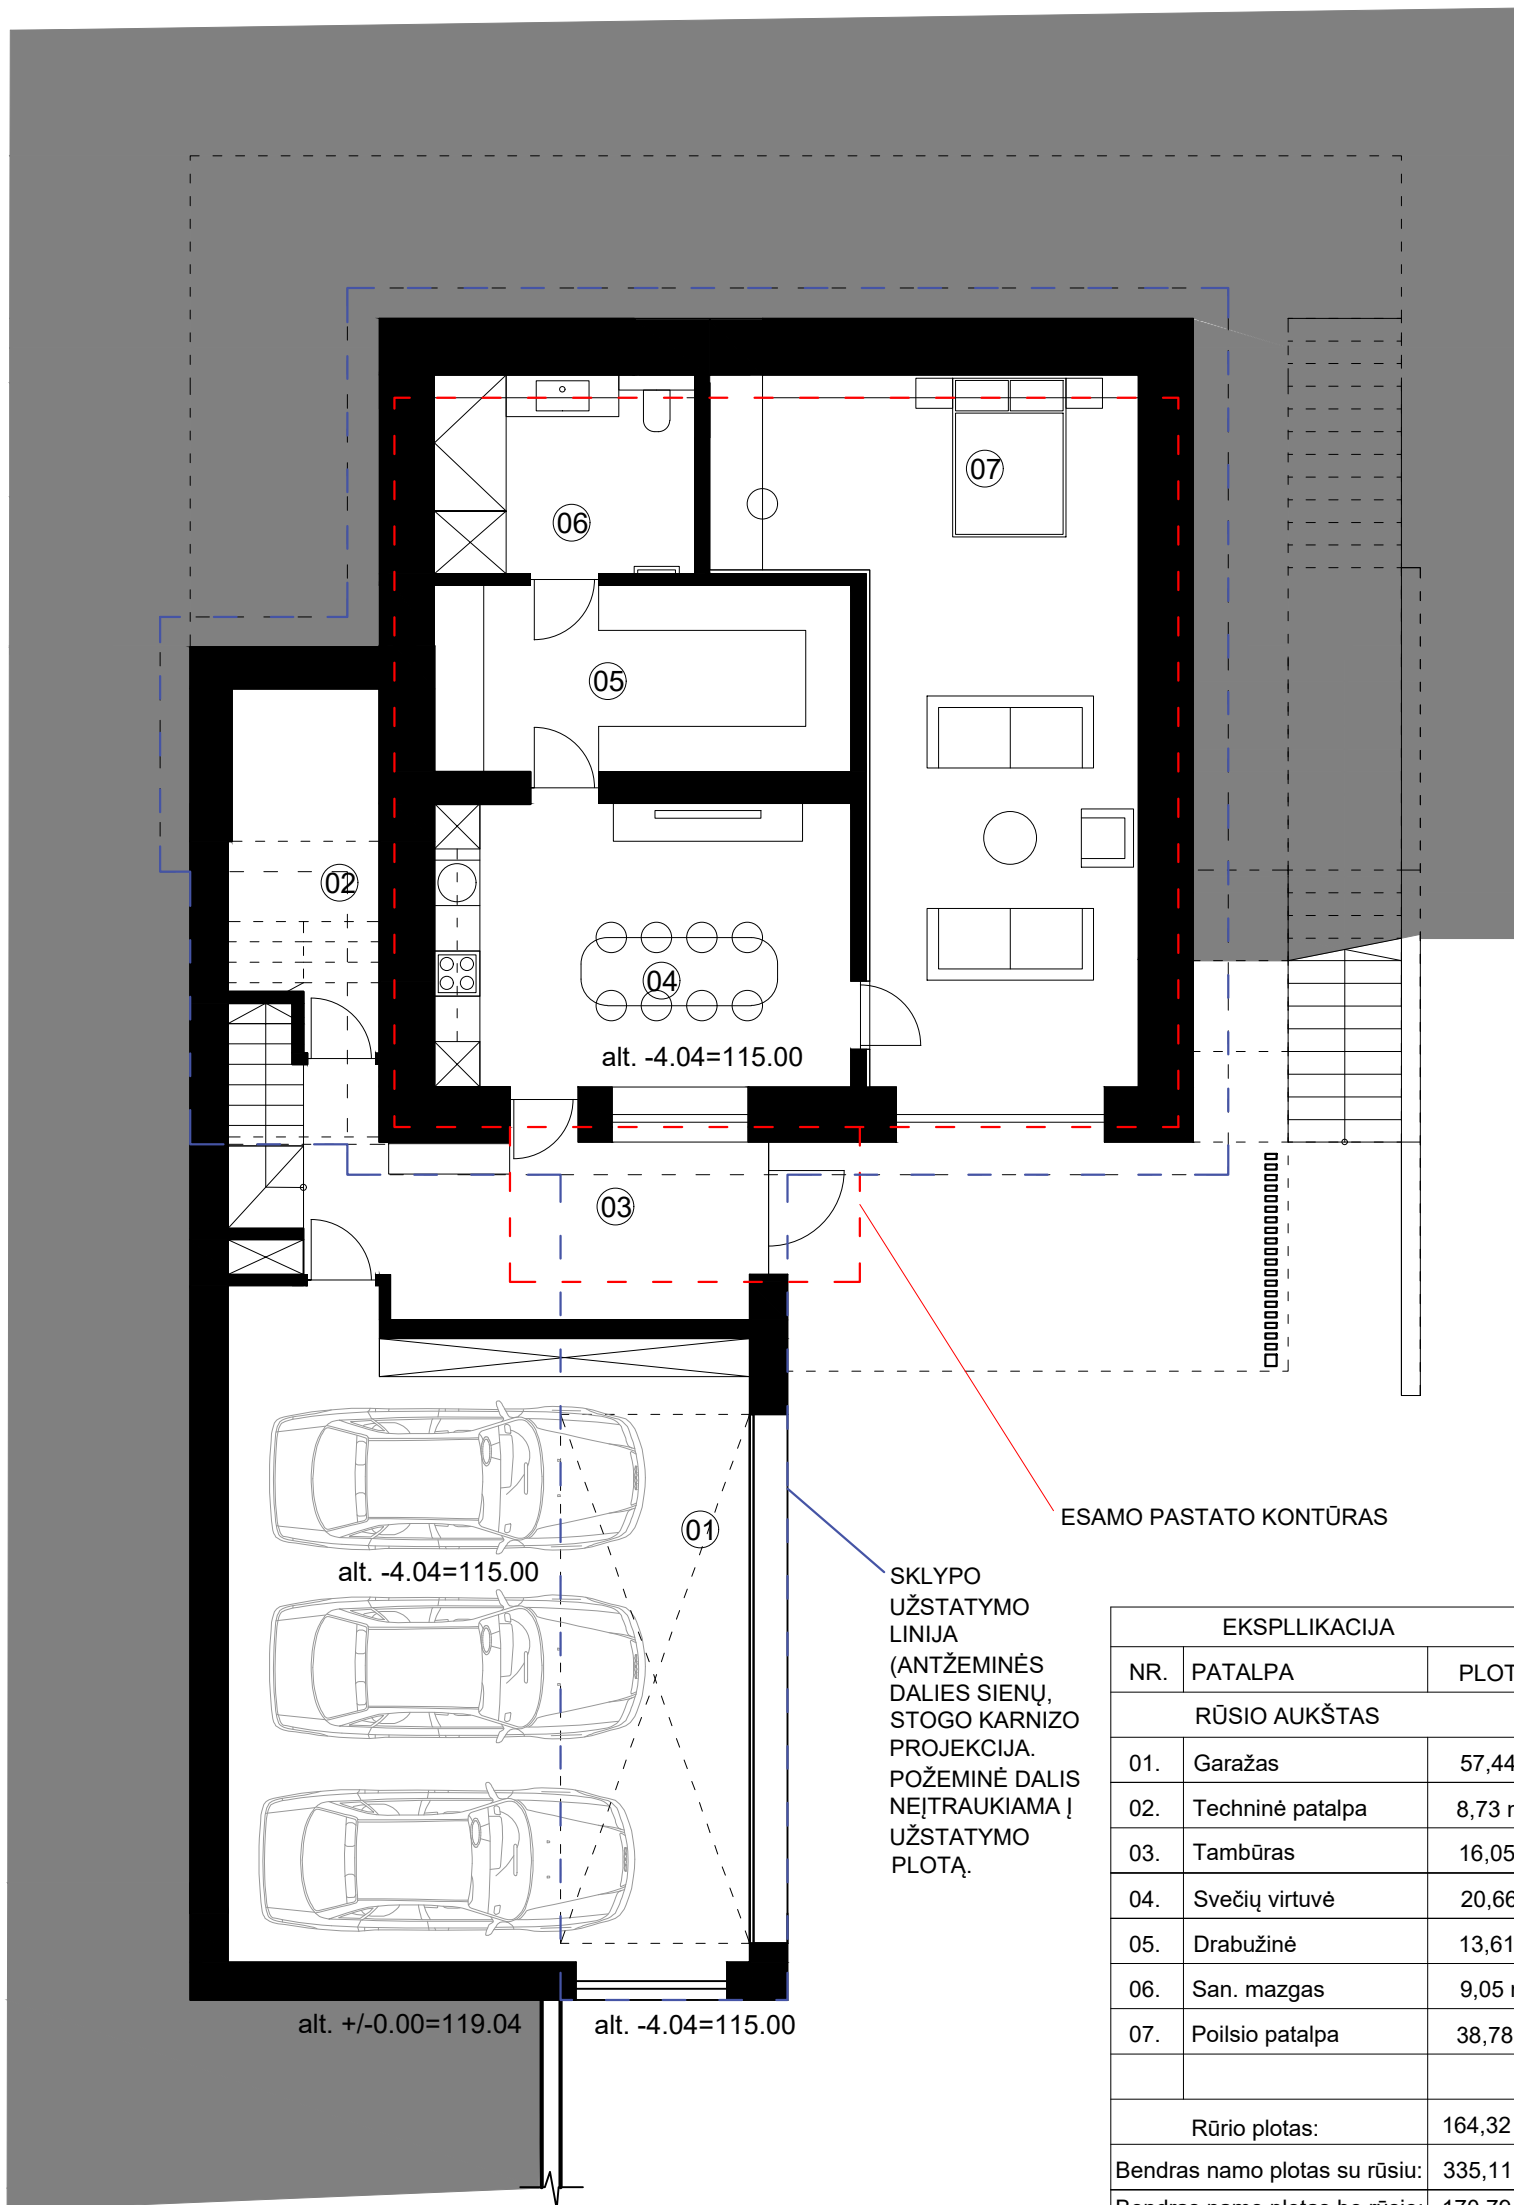 07
06
05
02
04
alt. -4.04=115.00
03
ESAMO PASTATO KONTŪRAS
01
alt. -4.04=115.00
SKLYPO
UŽSTATYMO
LINIJA
(ANTŽEMINĖS
DALIES SIENŲ,
STOGO KARNIZO
PROJEKCIJA.
POŽEMINĖ DALIS
NEĮTRAUKIAMA Į
UŽSTATYMO
PLOTĄ.
alt. +/-0.00=119.04
alt. -4.04=115.00
EKSPLLIKACIJA
NR. PATALPA PLOT
RŪSIO AUKŠTAS
01. Garažas 57,44
02. Techninė patalpa 8,73
03. Tambūras 16,05
04. Svečių virtuvė 20,66
05. Drabužinė 13,61
06. San. mazgas 9,05
07. Poilsio patalpa 38,78
Rūrio plotas: 164,32
Bendras namo plotas su rūsiu: 335,11